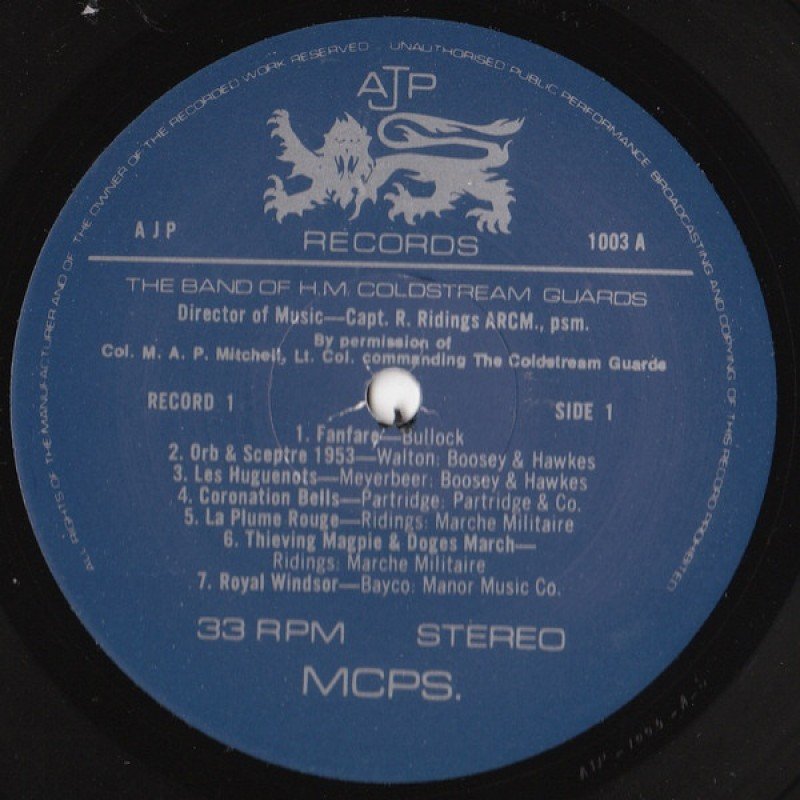 ALL RIGHTS OF THE MANUFACTURER AND OF THE OWNER OF THE RECORDED WORK RESERVED - UNAUTHORISED PUBLIC PERFORMANCE BROADCASTING AND COPYING OF THIS RECORD PROHIBITED
AJP
RECORDS
A J P 1003 A
THE BAND OF H.M. COLDSTREAM GUARDS
Director of Music—Capt. R. Ridings ARCM., psm.
By permission of
Col. M. A. P. Mitchell, Lt. Col. commanding The Coldstream Guards
RECORD 1 SIDE 1
1. Fanfare—Bullock
2. Orb & Sceptre 1953—Walton: Boosey & Hawkes
3. Les Huguenots—Meyerbeer: Boosey & Hawkes
4. Coronation Bells—Partridge: Partridge & Co.
5. La Plume Rouge—Ridings: Marche Militaire
6. Thieving Magpie & Doges March—
Ridings: Marche Militaire
7. Royal Windsor—Bayco: Manor Music Co.
33 RPM STEREO
MCPS.